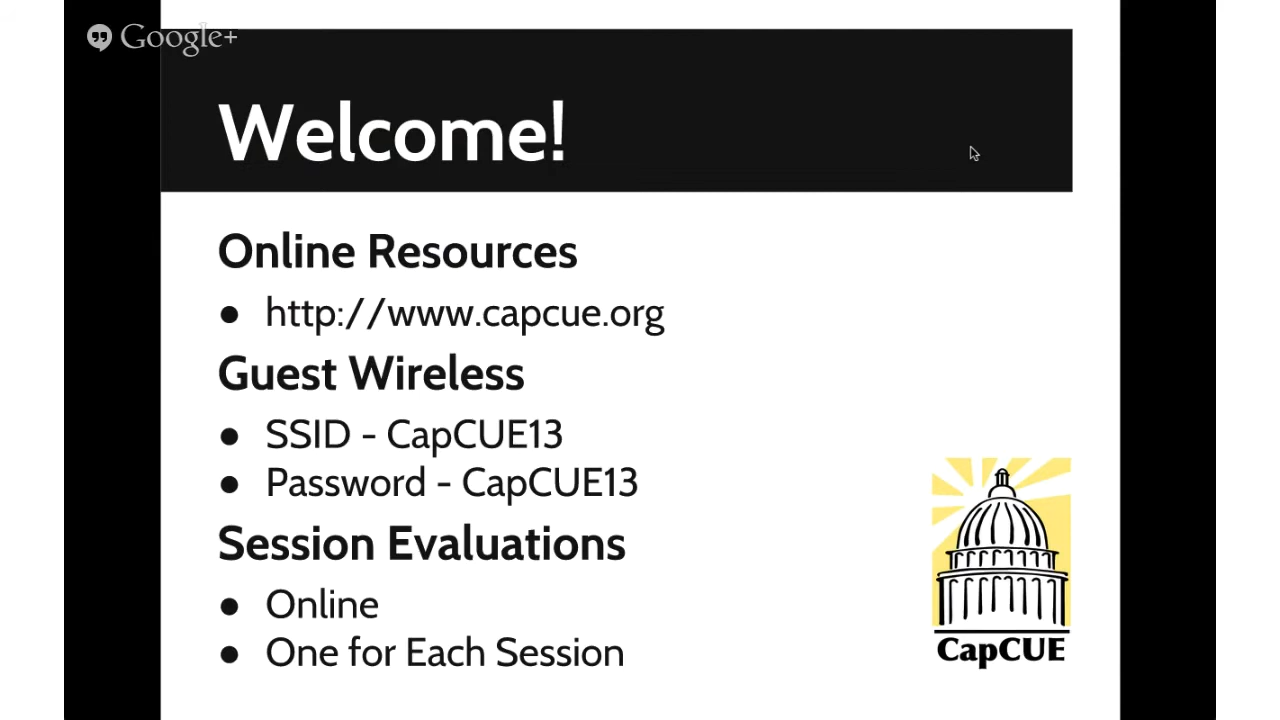 Google+
Welcome!
Online Resources
● http://www.capcue.org
Guest Wireless
● SSID - CapCUE13
● Password - CapCUE13
Session Evaluations
● Online
● One for Each Session
CapCUE